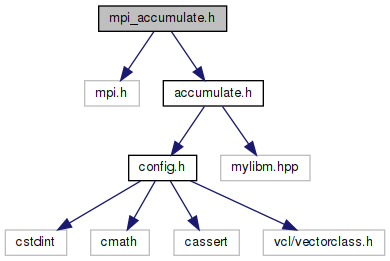 mpi_accumulate.h
mpi.h
accumulate.h
config.h
mylibm.hpp
cstdint
cmath
cassert
vcl/vectorclass.h